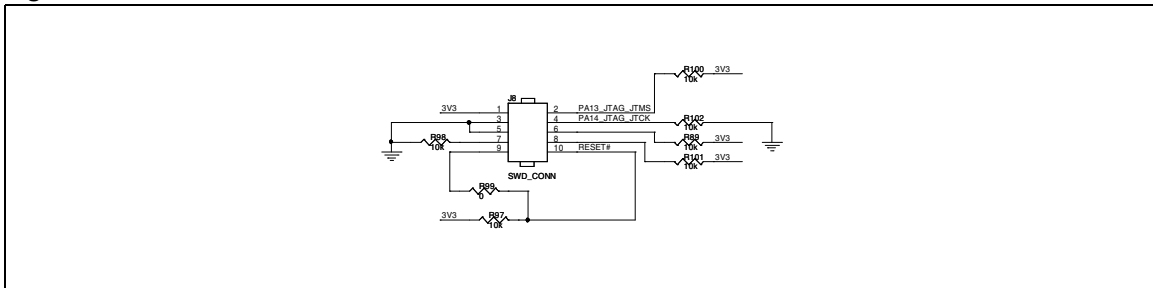 R100
3V3
10k
J8
3V3
1
2
PA13_JTAG_JTMS
3
4
PA14_JTAG_JTCK
R102
10k
5
6
R98
10k
7
8
R89
10k
3V3
9
10
RESET#
R101
10k
3V3
SWD_CONN
R99
0
3V3
R97
10k